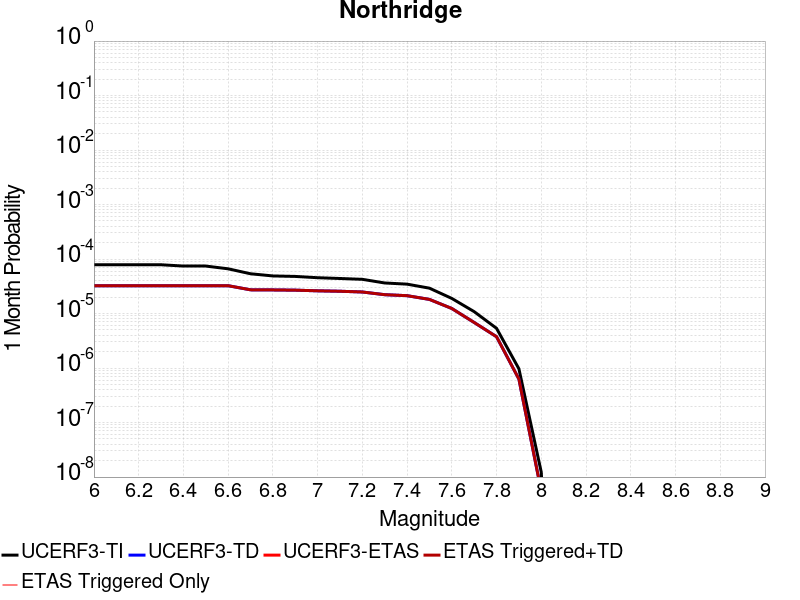 Northridge
1 Month Probability
10^0
10^-1
10^-2
10^-3
10^-4
10^-5
10^-6
10^-7
10^-8
6 6.2 6.4 6.6 6.8 7 7.2 7.4 7.6 7.8 8 8.2 8.4 8.6 8.8 9
Magnitude
UCERF3-TI UCERF3-TD UCERF3-ETAS ETAS Triggered+TD
ETAS Triggered Only